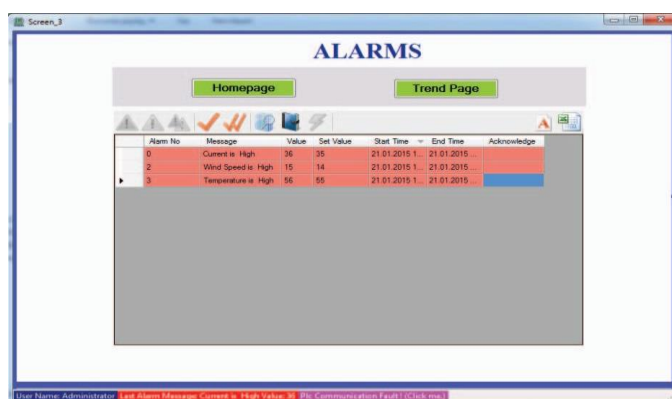 Screen_3
ALARMS
Homepage
Trend Page
Alarm No Message Value Set Value Start Time End Time Acknowledge
0 Current is High 36 35 21.01.2015 1... 21.01.2015 ...
2 Wind Speed is High 15 14 21.01.2015 1... 21.01.2015 ...
3 Temperature is High 56 55 21.01.2015 1... 21.01.2015 ...
User Name: Administrator Last Alarm Message: Current is High Value: 36 Plc Communication Fault ! (Click me.)